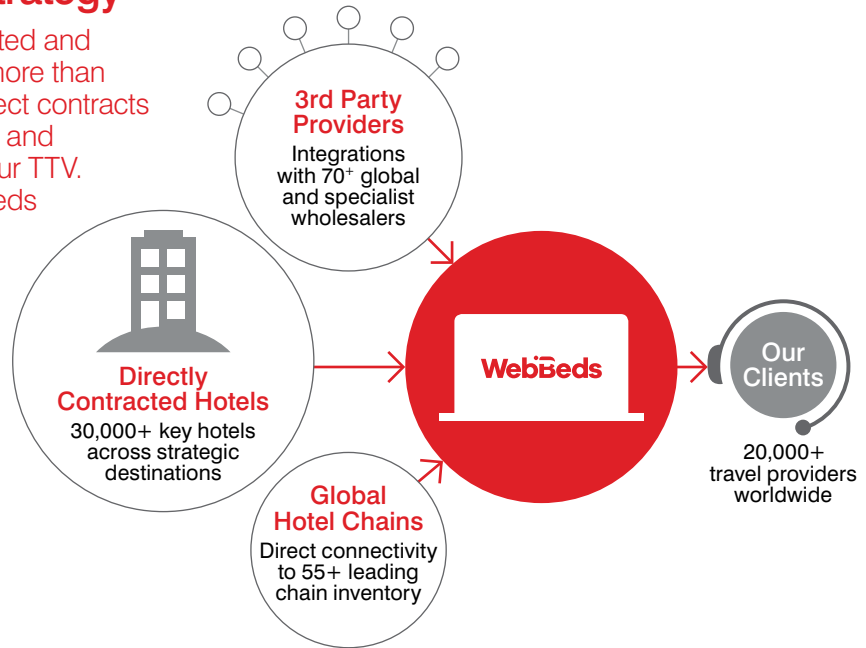 ted and
more than
ect contracts
and
ur TTV.
eds
3rd Party
Providers
Integrations
with 70+ global
and specialist
wholesalers
Directly
Contracted Hotels
30,000+ key hotels
across strategic
destinations
Global
Hotel Chains
Direct connectivity
to 55+ leading
chain inventory
WebBeds
Our
Clients
20,000+
travel providers
worldwide